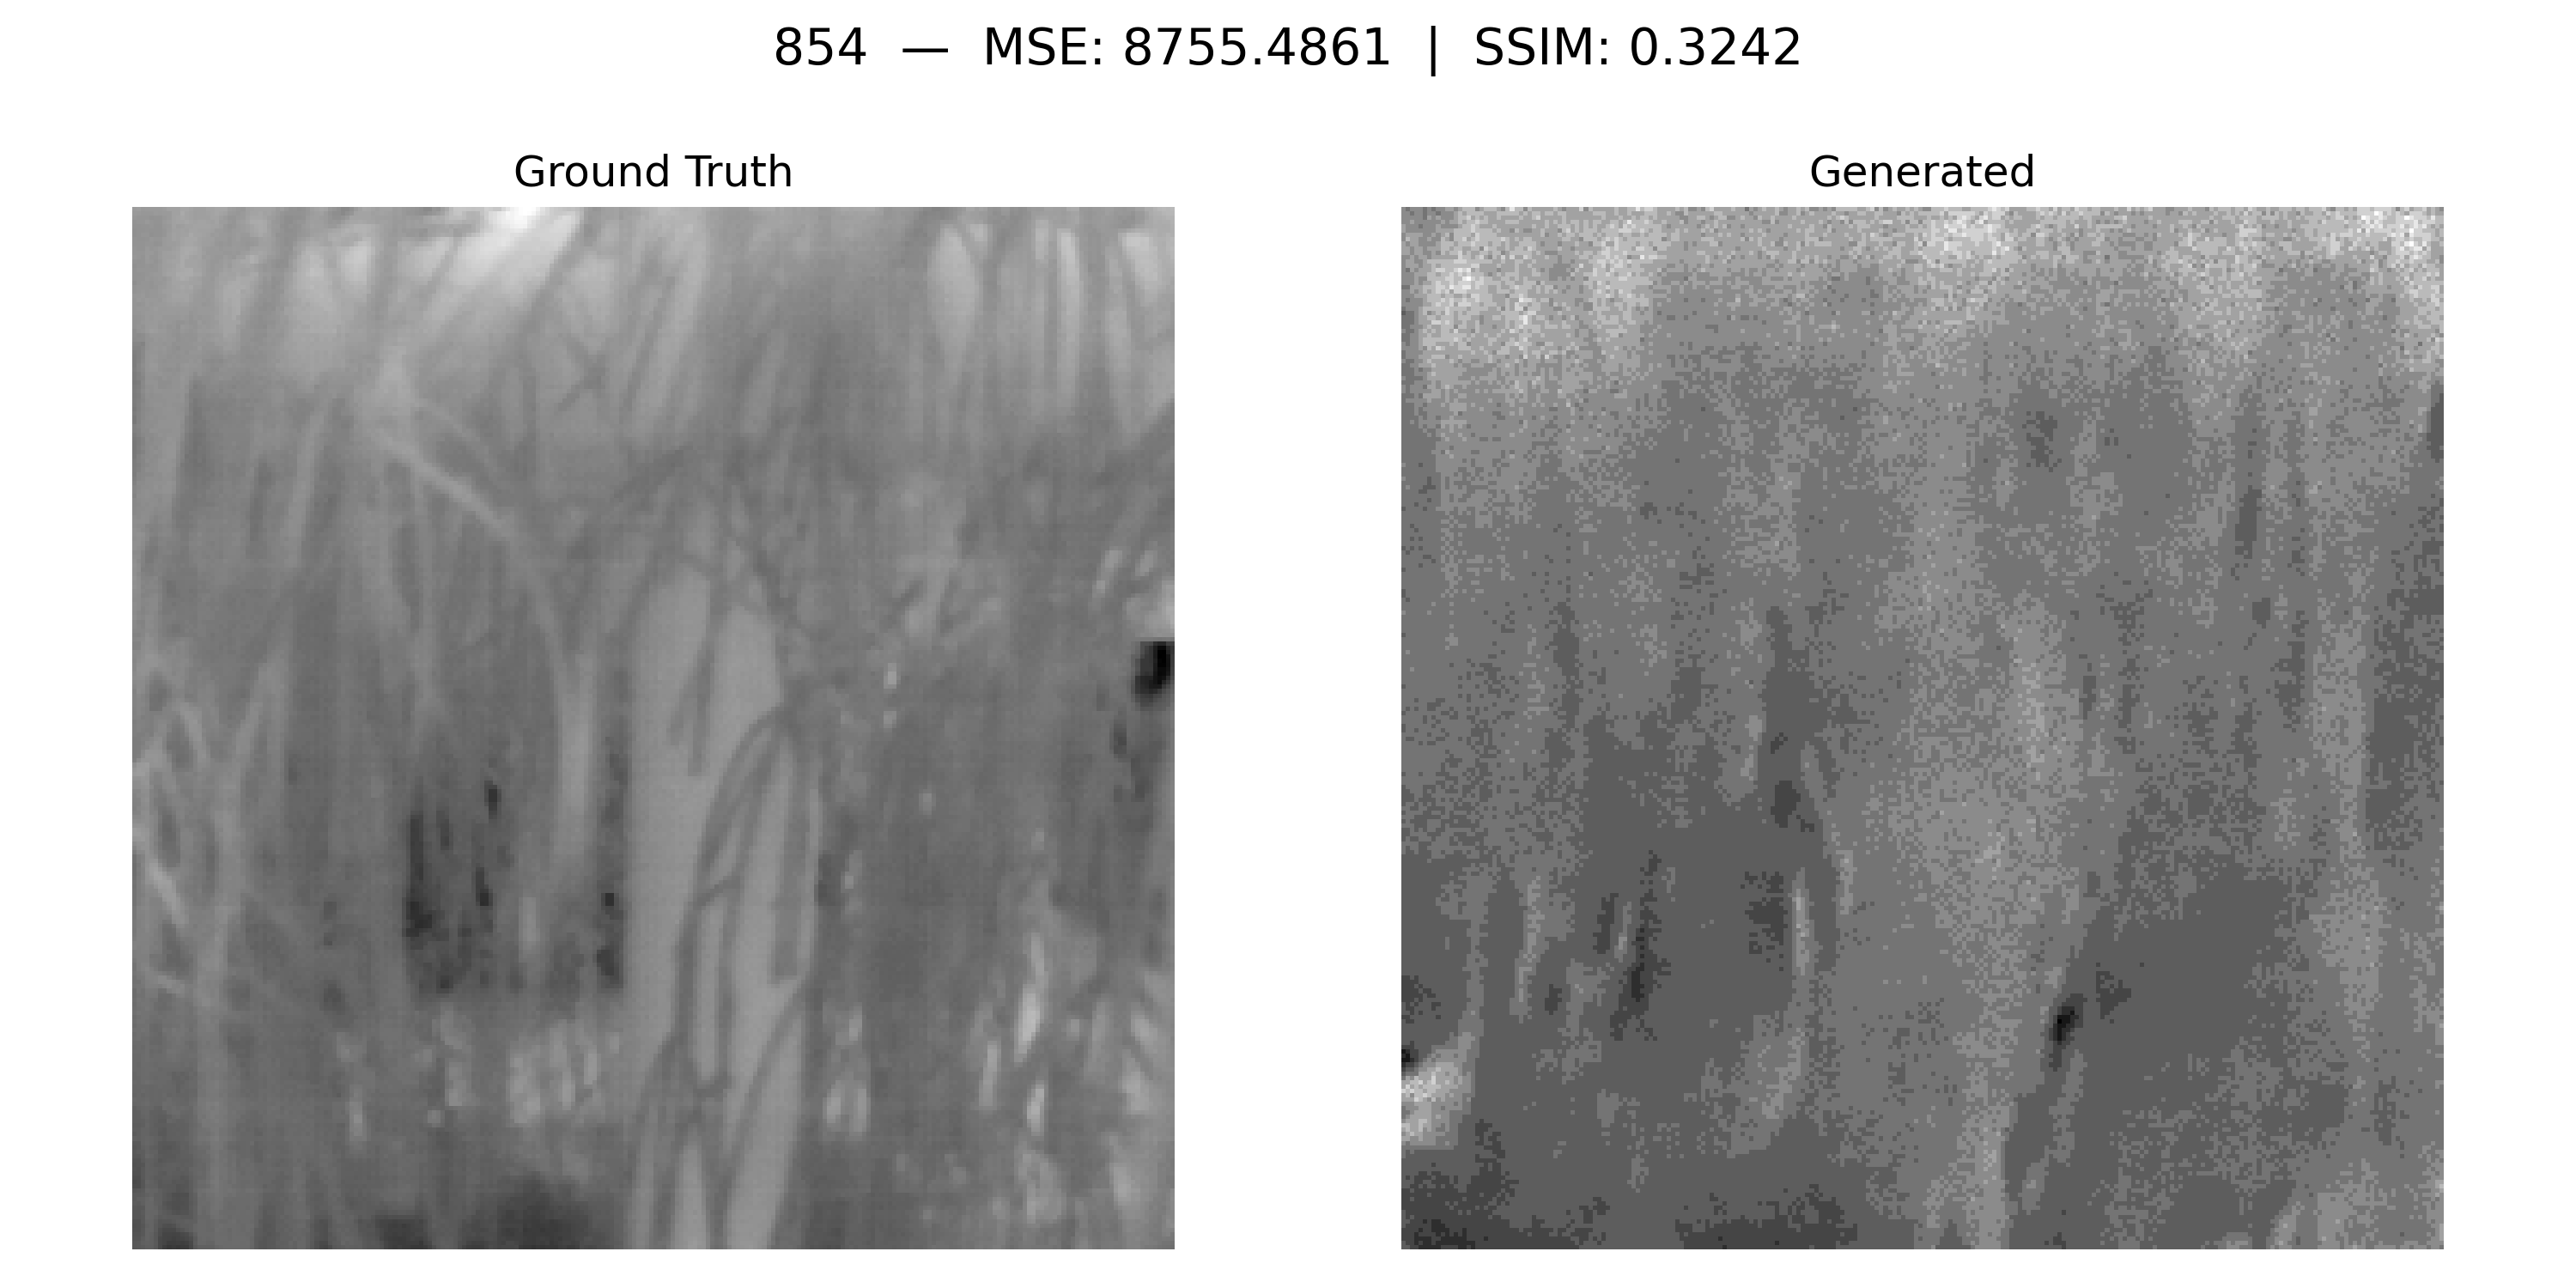 854 — MSE: 8755.4861 | SSIM: 0.3242
Ground Truth
Generated